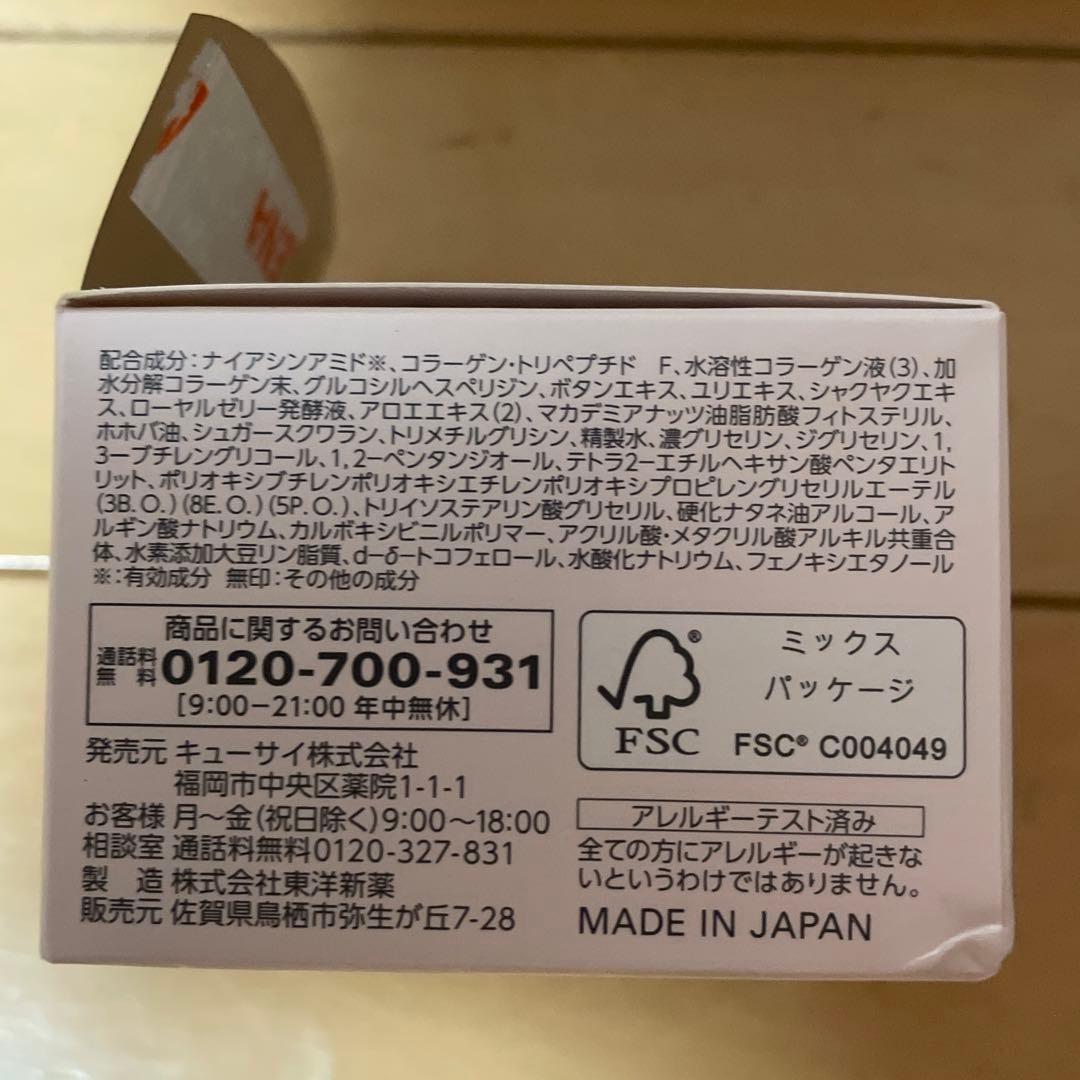 配合成分:ナイアシンアミド※、コラーゲン・トリペプチド F、水溶性コラーゲン液(3)、加
水分解コラーゲン末、グルコシルヘスペリジン、ボタンエキス、ユリエキス、シャクヤクエキ
ス、ローヤルゼリー発酵液、アロエエキス(2)、マカデミアナッツ油脂肪酸フィトステリル、
ホホバ油、シュガースクワラン、トリメチルグリシン、精製水、濃グリセリン、ジグリセリン、1,
3-ブチレングリコール、1,2-ペンタンジオール、テトラ2-エチルヘキサン酸ペンタエリト
リット、ポリオキシブチレンポリオキシエチレンポリオキシプロピレングリセリルエーテル
(3B.O.)(8E.O.)(5P.O.)、トリイソステアリン酸グリセリル、硬化ナタネ油アルコール、ア
ルギン酸ナトリウム、カルボキシビニルポリマー、アクリル酸・メタクリル酸アルキル共重合
体、水素添加大豆リン脂質、d-δ-トコフェロール、水酸化ナトリウム、フェノキシエタノール
※:有効成分 無印:その他の成分
商品に関するお問い合わせ
通話料無料 0120-700-931
[9:00-21:00 年中無休]
発売元 キューサイ株式会社
福岡市中央区薬院1-1-1
お客様 月~金(祝日除く)9:00~18:00
相談室 通話料無料0120-327-831
製 造 株式会社東洋新薬
販売元 佐賀県鳥栖市弥生が丘7-28
ミックス
パッケージ
FSC® C004049
®
FSC
アレルギーテスト済み
全ての方にアレルギーが起きな
いというわけではありません。
MADE IN JAPAN